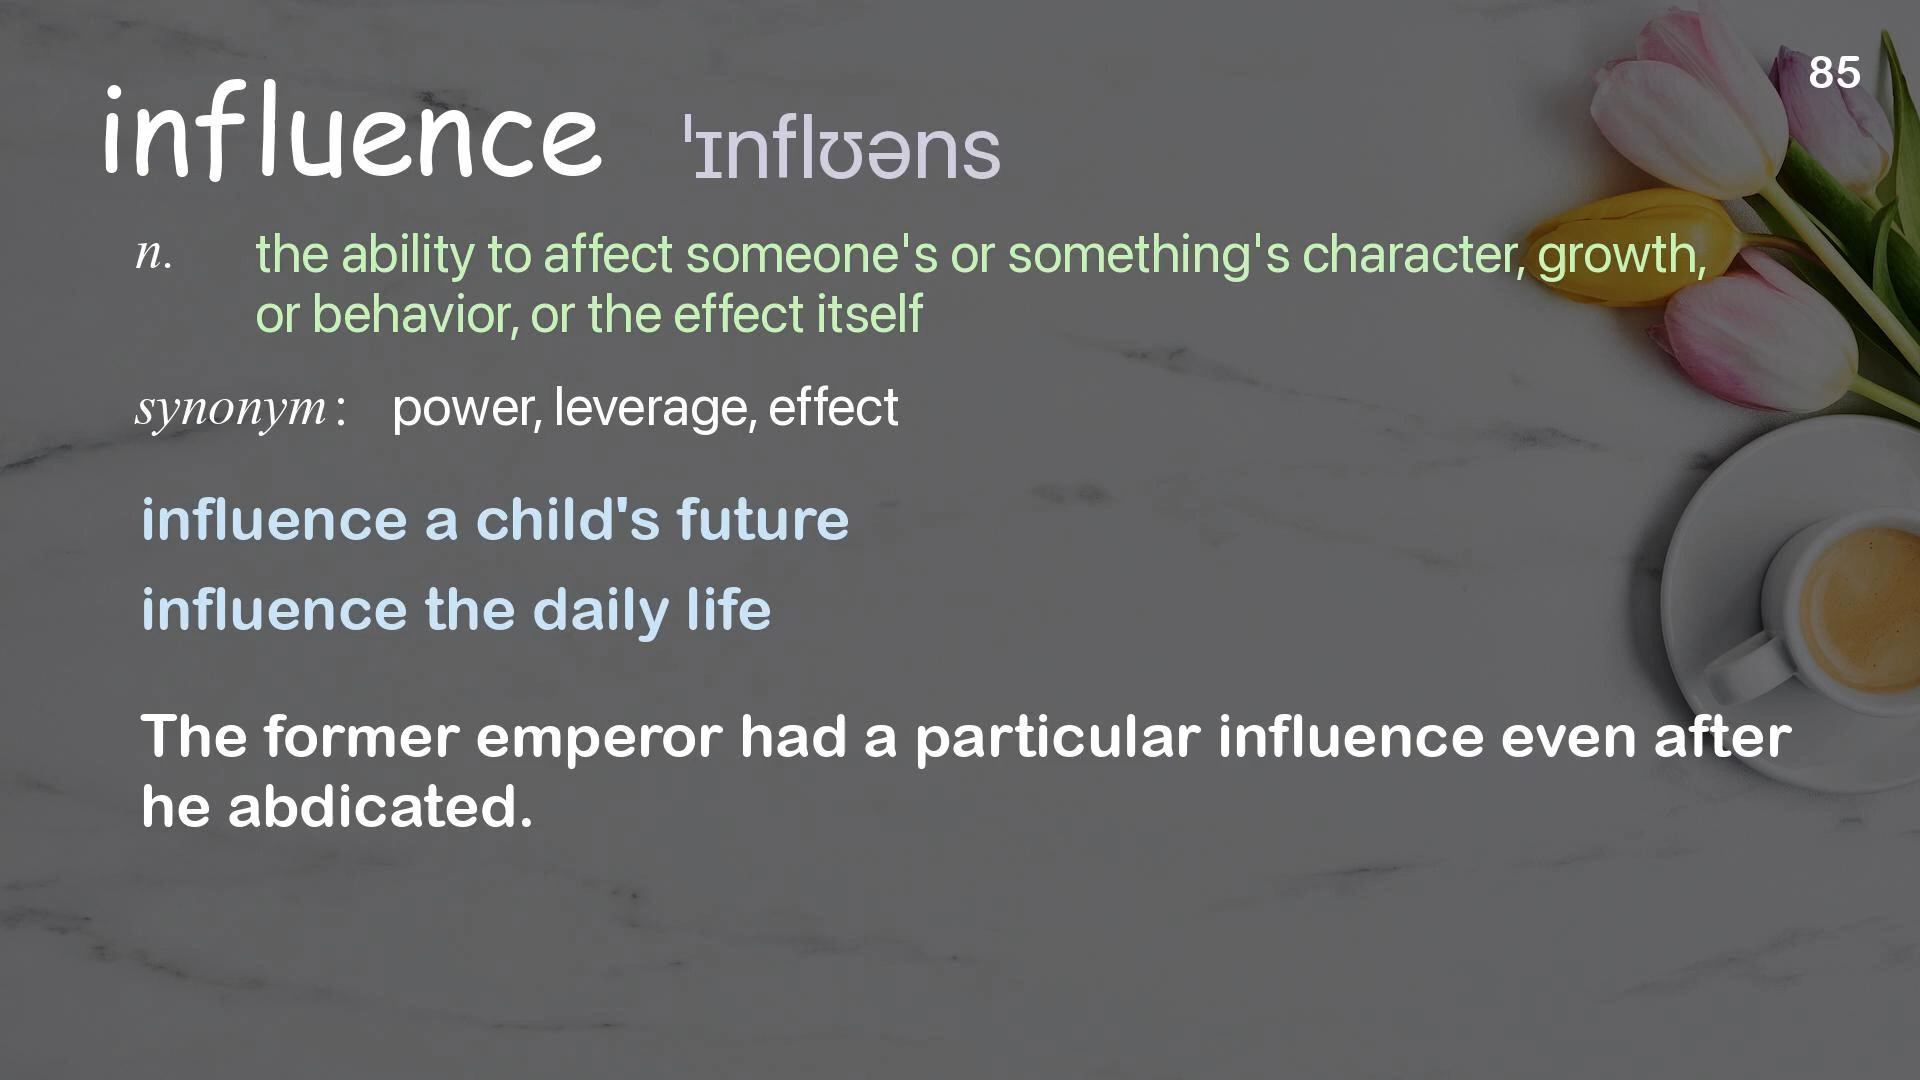 85
influence ˈɪnflʊəns
n. the ability to affect someone's or something's character, growth,
or behavior, or the effect itself
synonym: power, leverage, effect
influence a child's future
influence the daily life
The former emperor had a particular influence even after
he abdicated.